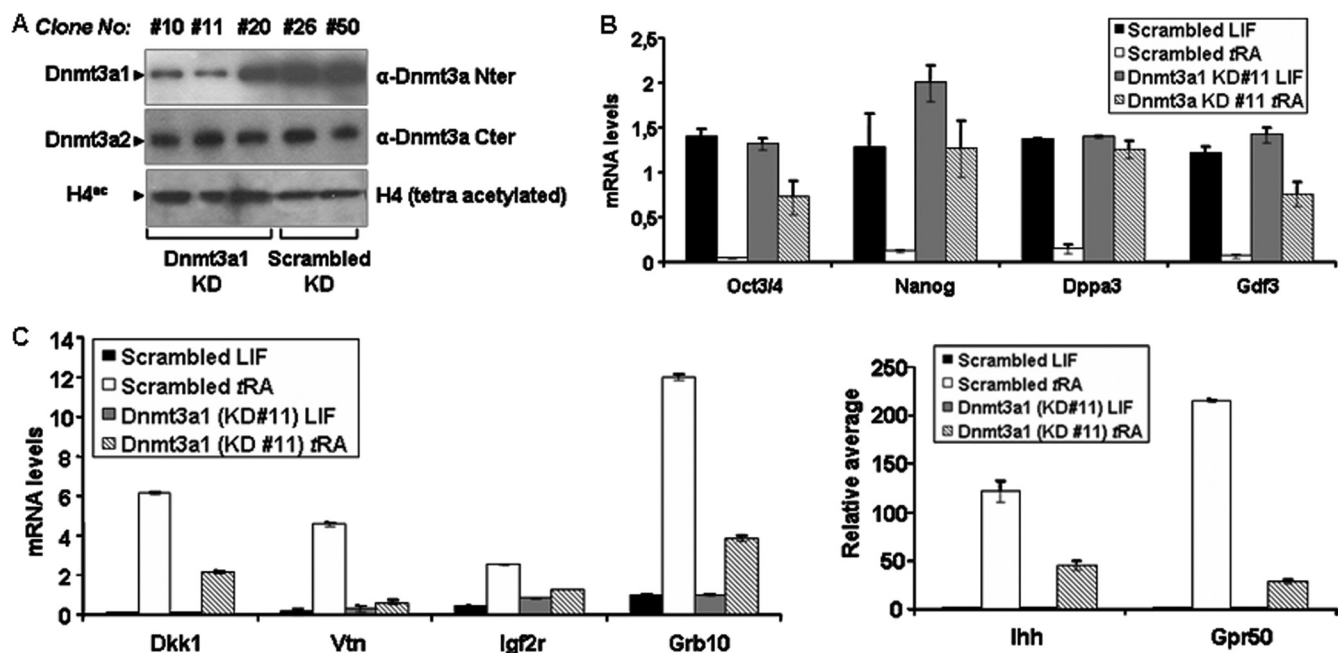 A Clone No: #10 #11 #20 #26 #50
Dnmt3a1 α-Dnmt3a Nter
Dnmt3a2 α-Dnmt3a Cter
H4ac H4 (tetra acetylated)
Dnmt3a1 KD
Scrambled KD
B
mRNA levels
2,5
2
1,5
1
0,5
0
Scrambled LIF
Scrambled tRA
Dnmt3a1 KD#11 LIF
Dnmt3a KD #11 tRA
Oct3/4 Nanog Dppa3 Gdf3
C
mRNA levels
14
12
10
8
6
4
2
0
Scrambled LIF
Scrambled tRA
Dnmt3a1 (KD#11) LIF
Dnmt3a1 (KD #11) tRA
Dkk1 Vtn Igf2r Grb10
Relative average
250
200
150
100
50
0
Scrambled LIF
Scrambled tRA
Dnmt3a1 (KD#11) LIF
Dnmt3a1 (KD #11) tRA
Ihh Gpr50